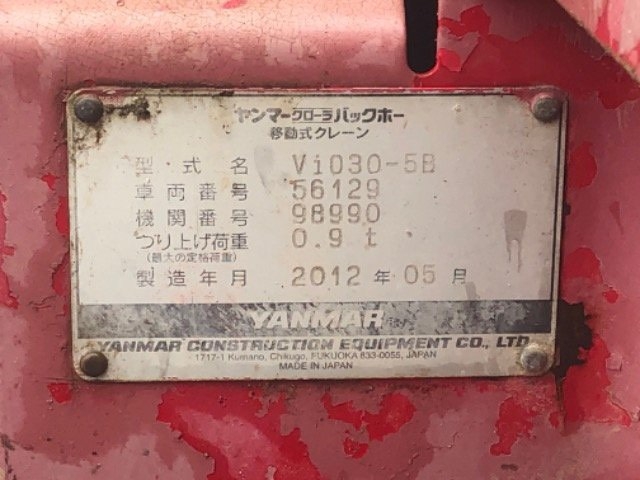 ヤンマークローラバックホー
移動式クレーン
型式名 ViO30-5B
車両番号 56129
機関番号 98990
つり上げ荷重 0.9 t
(最大の定格荷重)
製造年月 2012 年 05 月
YANMAR
YANMAR CONSTRUCTION EQUIPMENT CO., LTD.
1717-1 Kumano, Chikugo, FUKUOKA 833-0055, JAPAN
MADE IN JAPAN